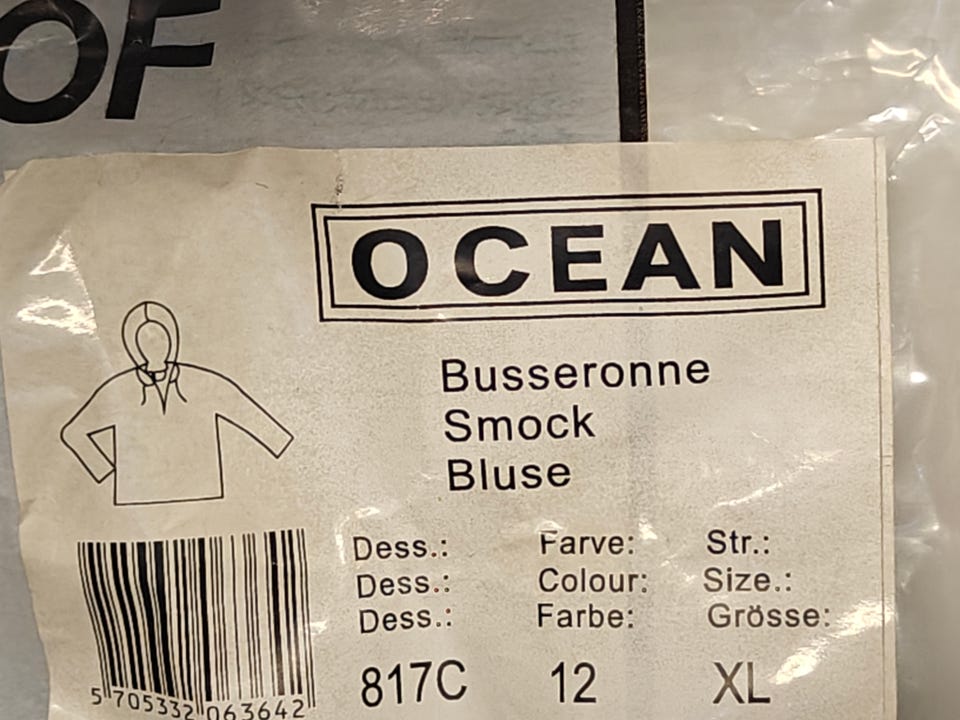 OF
OCEAN
Busseronne
Smock
Bluse
Dess.: Farve: Str.:
Dess.: Colour: Size.:
Dess.: Farbe: Grösse:
817C 12 XL
5 705332 063642